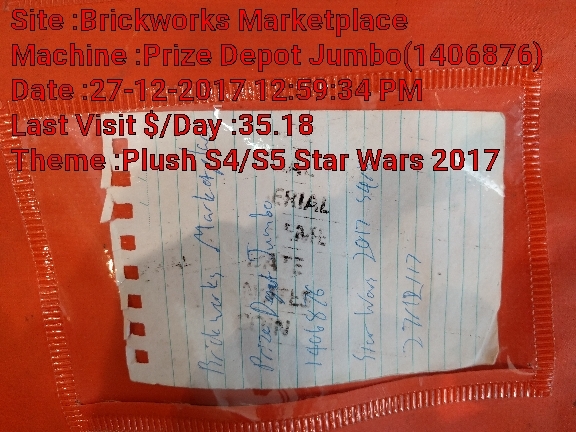 Site :Brickworks Marketplace
Machine :Prize Depot Jumbo(1406876)
Date :27-12-2017 12:59:34 PM
Last Visit $/Day :35.18
Theme :Plush S4/S5 Star Wars 2017
Brickworks Marketplace
Prize Depot Jumbo
1406876
Star Wars 2017 S4/
27/12/17
ERIAL